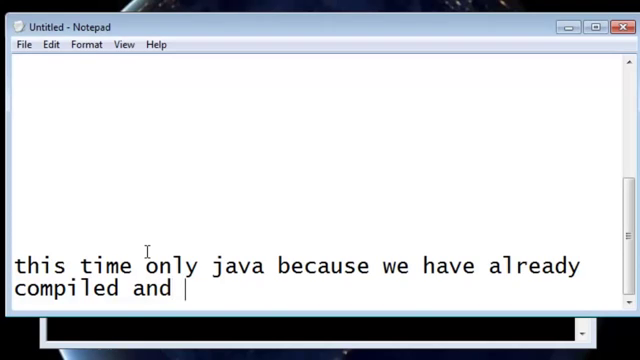 Untitled - Notepad
File Edit Format View Help
this time only java because we have already
compiled and